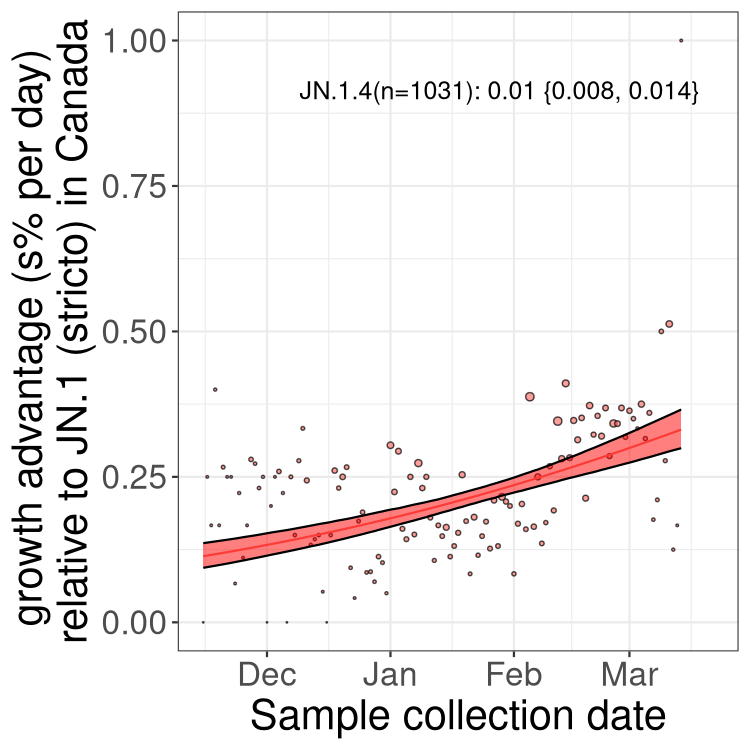 growth advantage (s% per day)
relative to JN.1 (stricto) in Canada
1.00
0.75
0.50
0.25
0.00
JN.1.4(n=1031): 0.01 {0.008, 0.014}
Dec Jan Feb Mar
Sample collection date